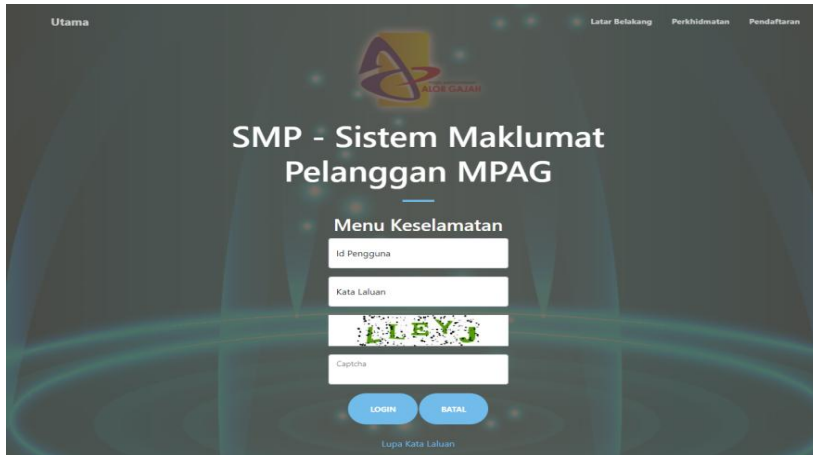 Utama
Latar Belakang Perkhidmatan Pendaftaran
ALOR GAJAH
SMP - Sistem Maklumat
Pelanggan MPAG
Menu Keselamatan
Id Pengguna
Kata Laluan
LLEYJ
Captcha
LOGIN BATAL
Lupa Kata Laluan